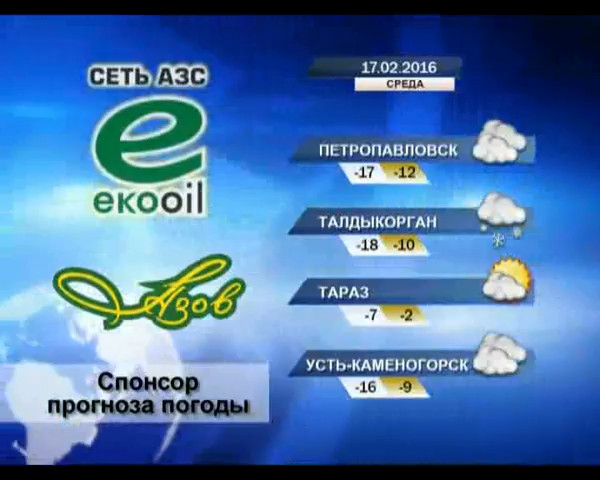 СЕТЬ АЗС
e
екооil
Азов
Спонсор
прогноза погоды
17.02.2016
СРЕДА
ПЕТРОПАВЛОВСК
-17 -12
ТАЛДЫКОРГАН
-18 -10
ТАРАЗ
-7 -2
УСТЬ-КАМЕНОГОРСК
-16 -9